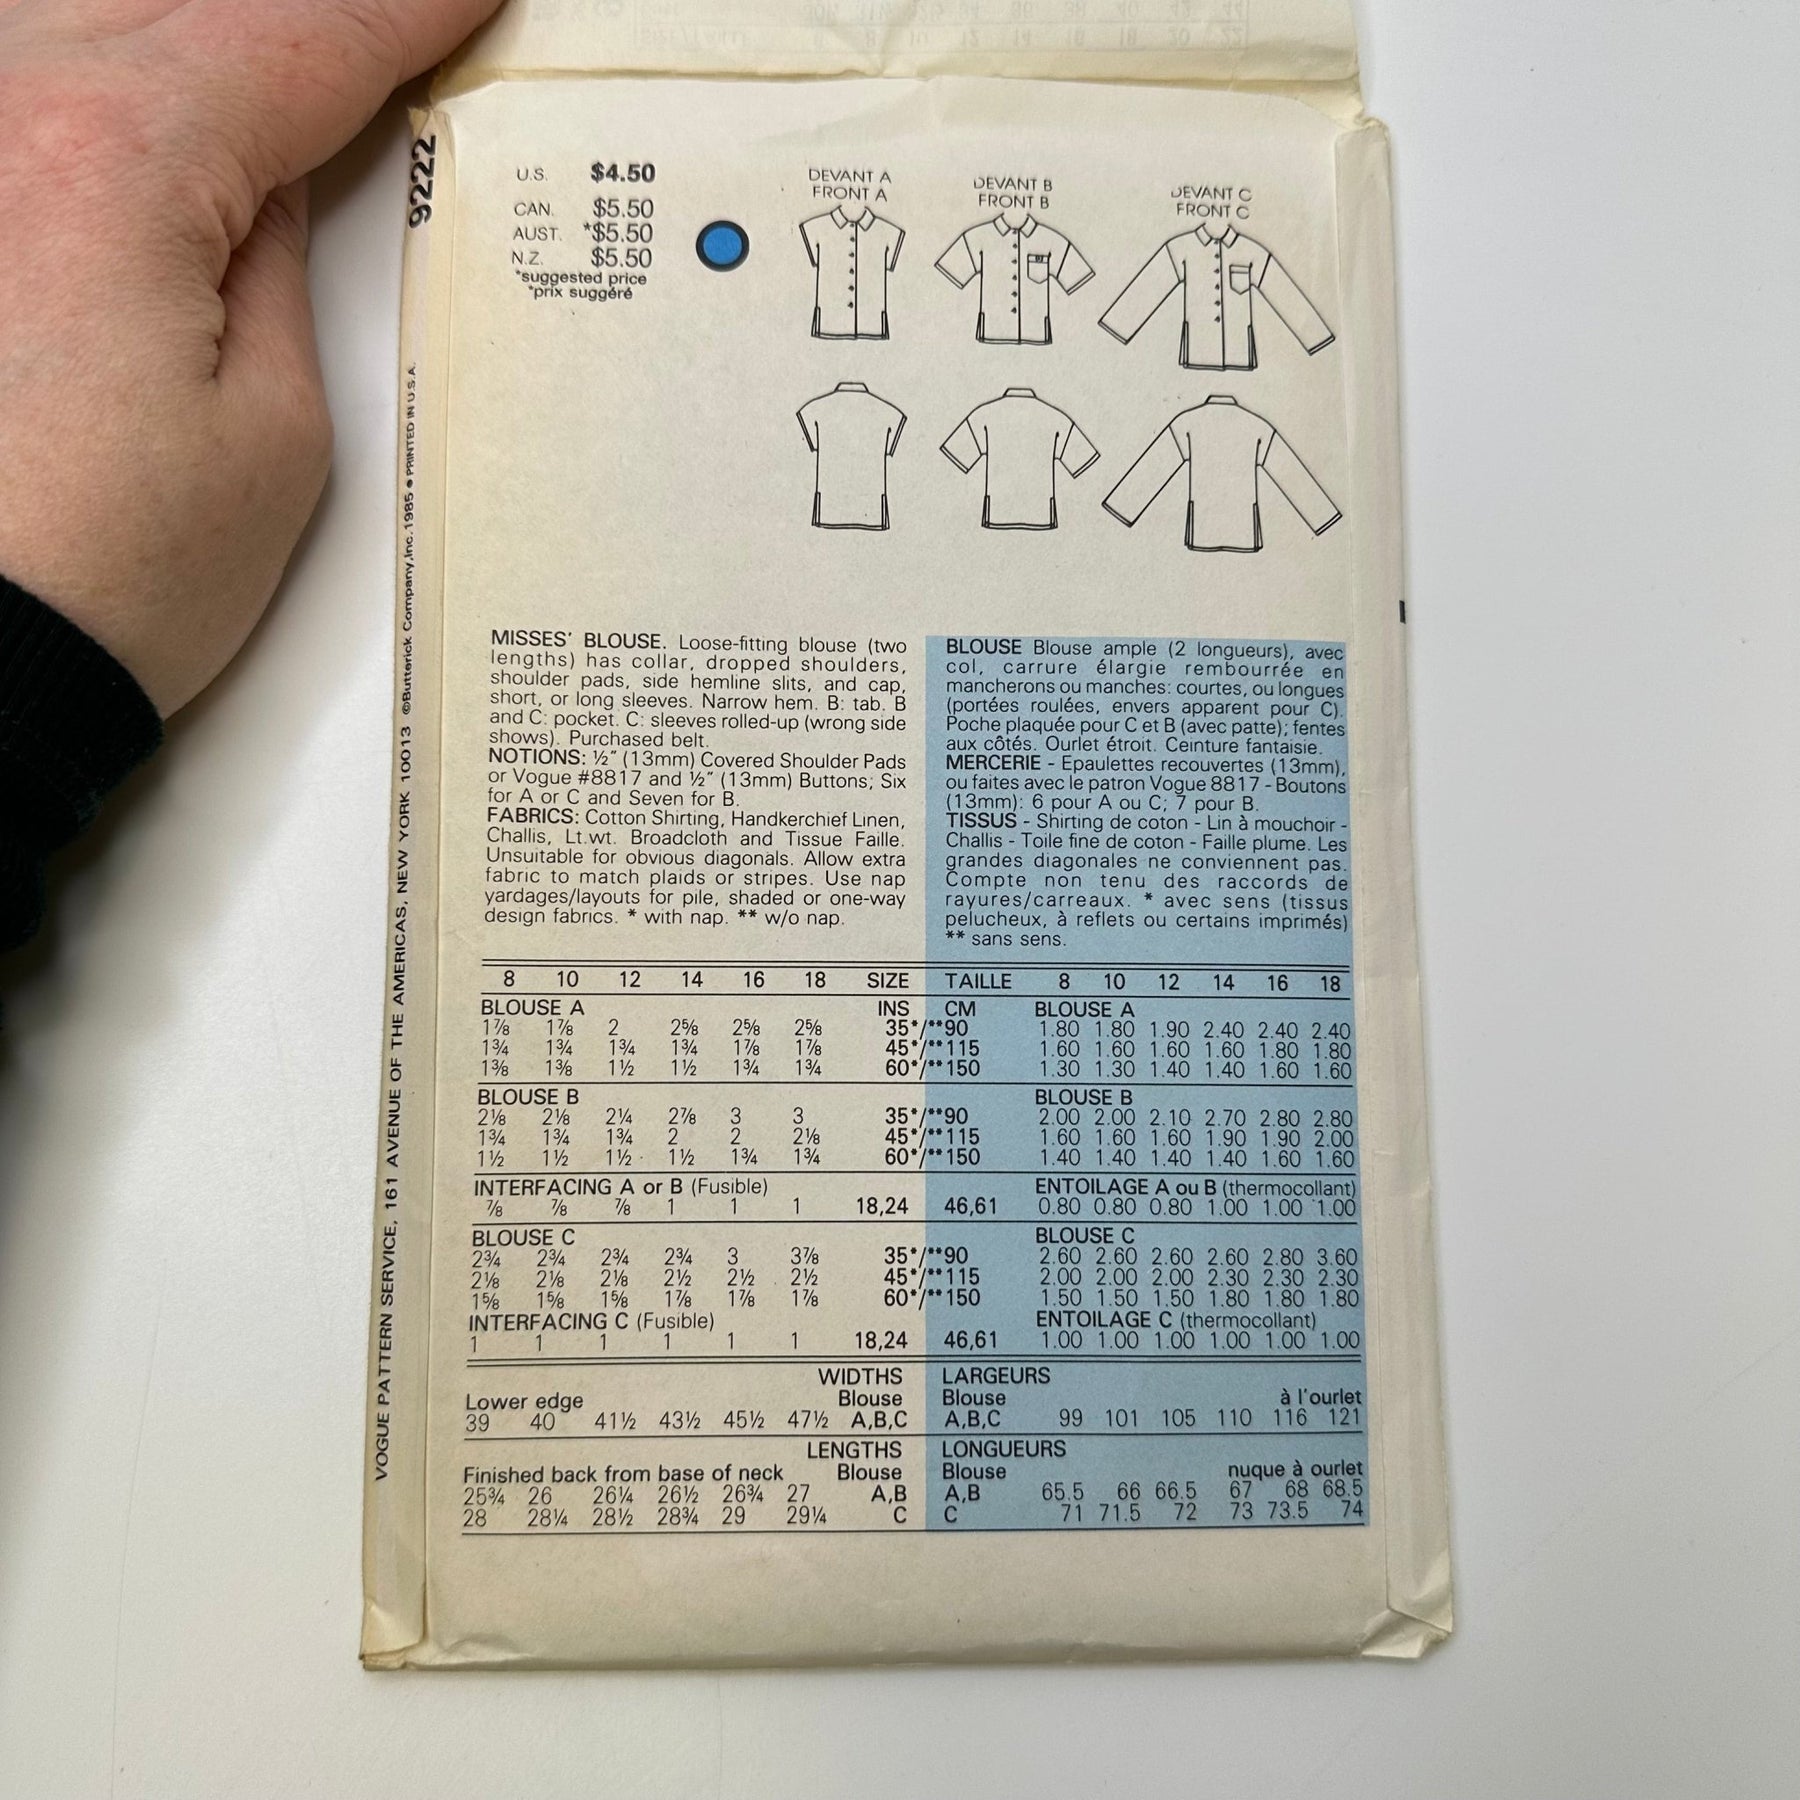 9222
VOGUE PATTERN SERVICE, 161 AVENUE OF THE AMERICAS, NEW YORK 10013 ©Butterick Company,Inc.1985 ● PRINTED IN U.S.A.
U.S. $4.50
CAN. $5.50
AUST. *$5.50
N.Z. $5.50
*suggested price
*prix suggéré
DEVANT A
FRONT A
DEVANT B
FRONT B
DEVANT C
FRONT C
MISSES' BLOUSE. Loose-fitting blouse (two
lengths) has collar, dropped shoulders,
shoulder pads, side hemline slits, and cap,
short, or long sleeves. Narrow hem. B: tab. B
and C: pocket. C: sleeves rolled-up (wrong side
shows). Purchased belt.
NOTIONS: ½" (13mm) Covered Shoulder Pads
or Vogue #8817 and ½" (13mm) Buttons; Six
for A or C and Seven for B.
FABRICS: Cotton Shirting, Handkerchief Linen,
Challis, Lt.wt. Broadcloth and Tissue Faille.
Unsuitable for obvious diagonals. Allow extra
fabric to match plaids or stripes. Use nap
yardages/layouts for pile, shaded or one-way
design fabrics. * with nap. ** w/o nap.
BLOUSE Blouse ample (2 longueurs), avec
col, carrure élargie rembourrée en
mancherons ou manches: courtes, ou longues
(portées roulées, envers apparent pour C).
Poche plaquée pour C et B (avec patte); fentes
aux côtés. Ourlet étroit. Ceinture fantaisie.
MERCERIE - Epaulettes recouvertes (13mm),
ou faites avec le patron Vogue 8817 - Boutons
(13mm): 6 pour A ou C; 7 pour B.
TISSUS - Shirting de coton - Lin à mouchoir -
Challis - Toile fine de coton - Faille plume. Les
grandes diagonales ne conviennent pas.
Compte non tenu des raccords de
rayures/carreaux. * avec sens (tissus
pelucheux, à reflets ou certains imprimés)
** sans sens.
8 10 12 14 16 18 SIZE TAILLE 8 10 12 14 16 18
BLOUSE A INS CM BLOUSE A
1⅞ 1⅞ 2 2⅝ 2⅝ 2⅝ 35*/**90 1.80 1.80 1.90 2.40 2.40 2.40
1¾ 1¾ 1¾ 1¾ 1⅞ 1⅞ 45*/**115 1.60 1.60 1.60 1.60 1.80 1.80
1⅜ 1⅜ 1½ 1½ 1¾ 1¾ 60*/**150 1.30 1.30 1.40 1.40 1.60 1.60
BLOUSE B BLOUSE B
2⅛ 2⅛ 2¼ 2⅞ 3 3 35*/**90 2.00 2.00 2.10 2.70 2.80 2.80
1¾ 1¾ 1¾ 2 2 2⅛ 45*/**115 1.60 1.60 1.60 1.90 1.90 2.00
1½ 1½ 1½ 1½ 1¾ 1¾ 60*/**150 1.40 1.40 1.40 1.40 1.60 1.60
INTERFACING A or B (Fusible) ENTOILAGE A ou B (thermocollant)
⅞ ⅞ ⅞ 1 1 1 18,24 46,61 0.80 0.80 0.80 1.00 1.00 1.00
BLOUSE C BLOUSE C
2¾ 2¾ 2¾ 2¾ 3 3⅞ 35*/**90 2.60 2.60 2.60 2.60 2.80 3.60
2⅛ 2⅛ 2⅛ 2½ 2½ 2½ 45*/**115 2.00 2.00 2.00 2.30 2.30 2.30
1⅝ 1⅝ 1⅝ 1⅞ 1⅞ 1⅞ 60*/**150 1.50 1.50 1.50 1.80 1.80 1.80
INTERFACING C (Fusible) ENTOILAGE C (thermocollant)
1 1 1 1 1 1 18,24 46,61 1.00 1.00 1.00 1.00 1.00 1.00
WIDTHS LARGEURS
Lower edge Blouse Blouse à l'ourlet
39 40 41½ 43½ 45½ 47½ A,B,C A,B,C 99 101 105 110 116 121
LENGTHS LONGUEURS
Finished back from base of neck Blouse Blouse nuque à ourlet
25¾ 26 26¼ 26½ 26¾ 27 A,B A,B 65.5 66 66.5 67 68 68.5
28 28¼ 28½ 28¾ 29 29¼ C C 71 71.5 72 73 73.5 74